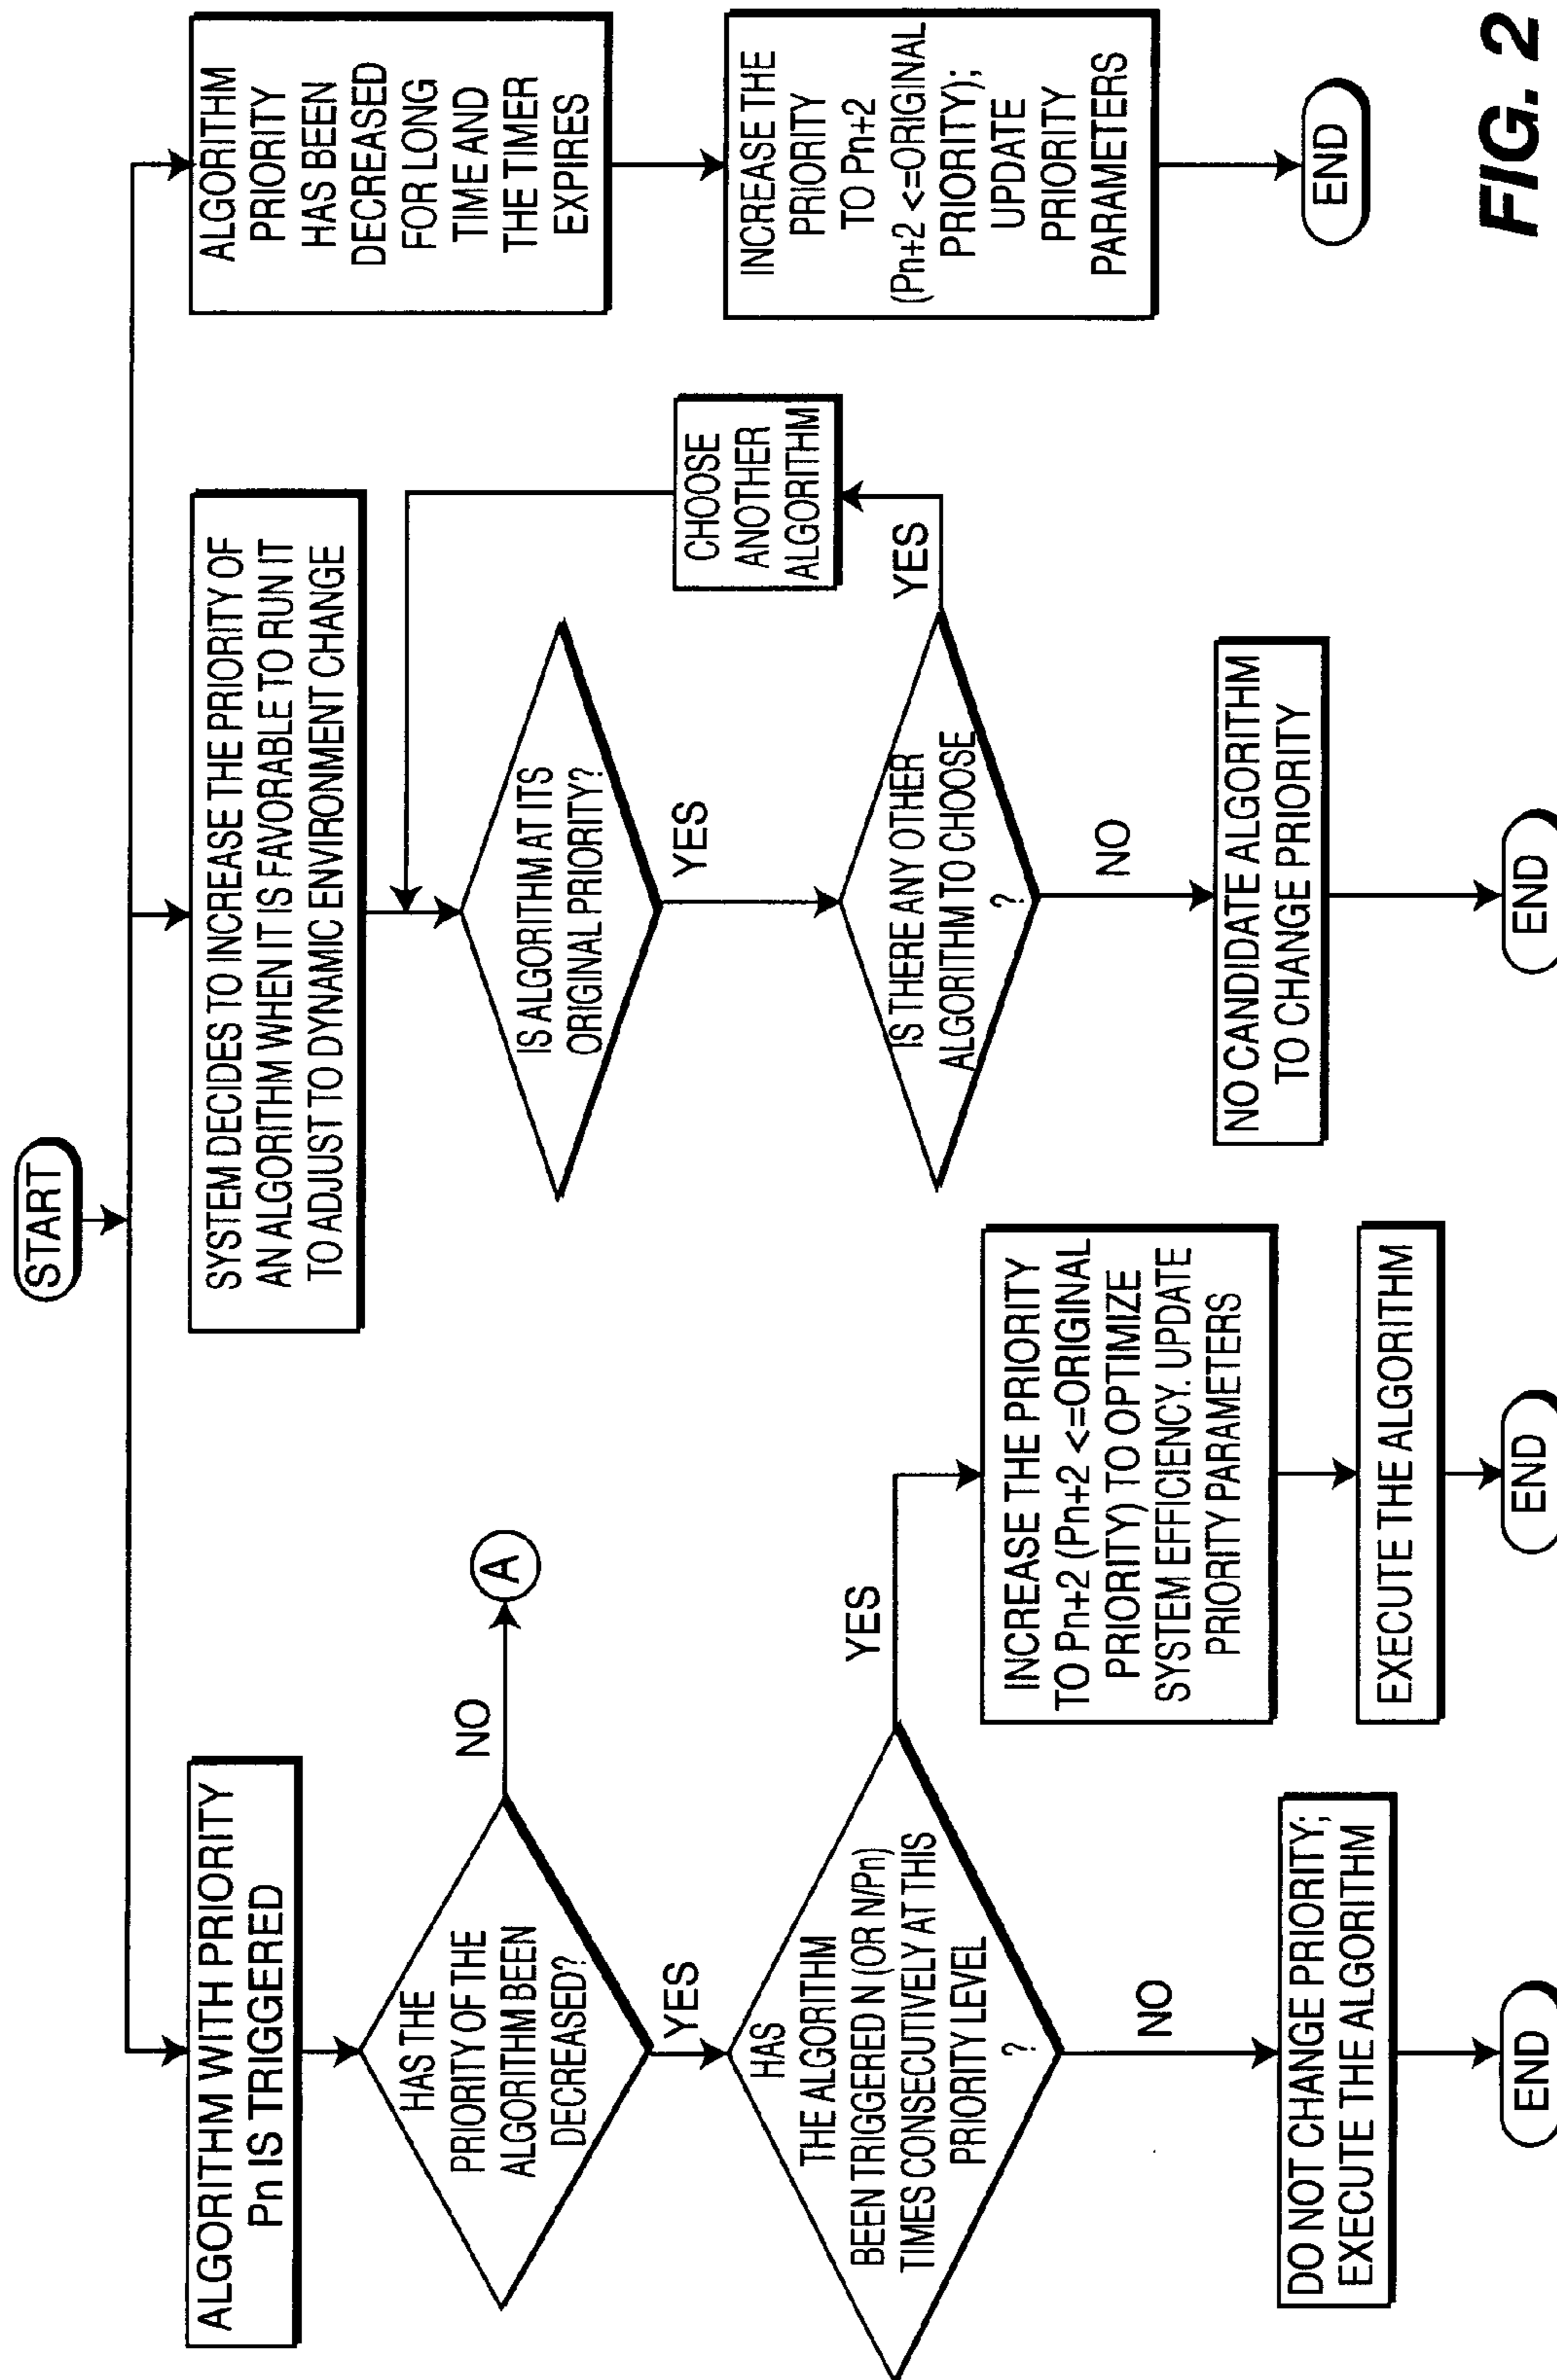 START
ALGORITHM WITH PRIORITY
Pn IS TRIGGERED
HAS THE
PRIORITY OF THE
ALGORITHM BEEN
DECREASED?
NO
A
YES
HAS
THE ALGORITHM
BEEN TRIGGERED N (OR N/Pn)
TIMES CONSECUTIVELY AT THIS
PRIORITY LEVEL
?
YES
INCREASE THE PRIORITY
TO Pn+2 (Pn+2 <=ORIGINAL
PRIORITY) TO OPTIMIZE
SYSTEM EFFICIENCY. UPDATE
PRIORITY PARAMETERS
EXECUTE THE ALGORITHM
END
NO
DO NOT CHANGE PRIORITY;
EXECUTE THE ALGORITHM
END
SYSTEM DECIDES TO INCREASE THE PRIORITY OF
AN ALGORITHM WHEN IT IS FAVORABLE TO RUN IT
TO ADJUST TO DYNAMIC ENVIRONMENT CHANGE
IS ALGORITHM AT ITS
ORIGINAL PRIORITY?
YES
IS THERE ANY OTHER
ALGORITHM TO CHOOSE
?
YES
CHOOSE
ANOTHER
ALGORITHM
NO
NO CANDIDATE ALGORITHM
TO CHANGE PRIORITY
END
ALGORITHM
PRIORITY
HAS BEEN
DECREASED
FOR LONG
TIME AND
THE TIMER
EXPIRES
INCREASE THE
PRIORITY
TO Pn+2
(Pn+2 <=ORIGINAL
PRIORITY);
UPDATE
PRIORITY
PARAMETERS
END
FIG. 2